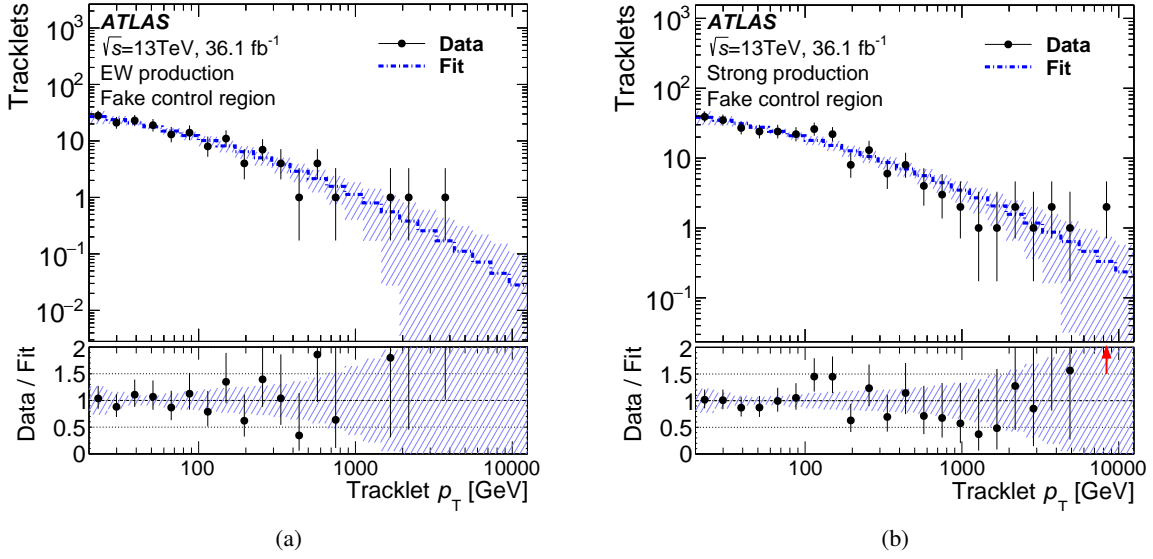 Tracklets
10³
10²
10
1
10⁻¹
10⁻²
ATLAS
√s=13TeV, 36.1 fb⁻¹
EW production
Fake control region
Data
Fit
Data / Fit
2
1.5
1
0.5
0
100
1000
10000
Tracklet p_T [GeV]
(a)
Tracklets
10³
10²
10
1
10⁻¹
ATLAS
√s=13TeV, 36.1 fb⁻¹
Strong production
Fake control region
Data
Fit
Data / Fit
2
1.5
1
0.5
0
100
1000
10000
Tracklet p_T [GeV]
(b)